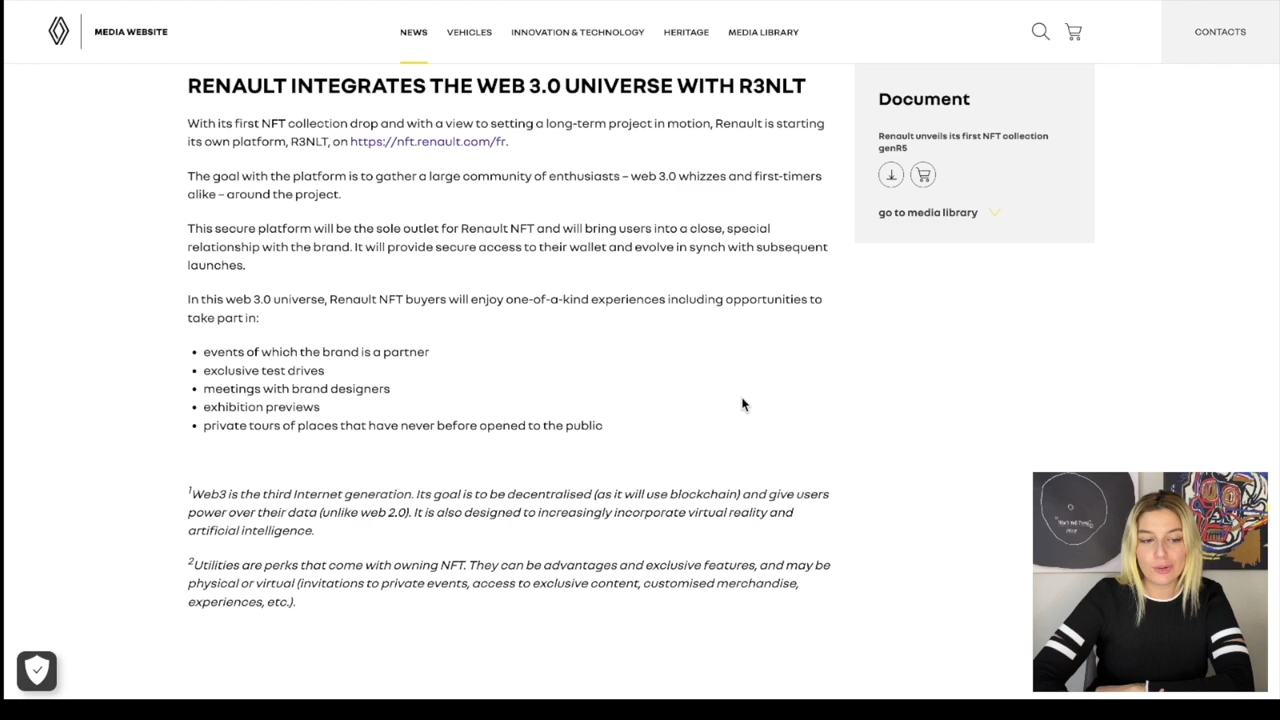 MEDIA WEBSITE
NEWS
VEHICLES
INNOVATION & TECHNOLOGY
HERITAGE
MEDIA LIBRARY
CONTACTS
RENAULT INTEGRATES THE WEB 3.0 UNIVERSE WITH R3NLT
With its first NFT collection drop and with a view to setting a long-term project in motion, Renault is starting
its own platform, R3NLT, on https://nft.renault.com/fr.
The goal with the platform is to gather a large community of enthusiasts – web 3.0 whizzes and first-timers
alike – around the project.
This secure platform will be the sole outlet for Renault NFT and will bring users into a close, special
relationship with the brand. It will provide secure access to their wallet and evolve in synch with subsequent
launches.
In this web 3.0 universe, Renault NFT buyers will enjoy one-of-a-kind experiences including opportunities to
take part in:
• events of which the brand is a partner
• exclusive test drives
• meetings with brand designers
• exhibition previews
• private tours of places that have never before opened to the public
1Web3 is the third Internet generation. Its goal is to be decentralised (as it will use blockchain) and give users
power over their data (unlike web 2.0). It is also designed to increasingly incorporate virtual reality and
artificial intelligence.
2Utilities are perks that come with owning NFT. They can be advantages and exclusive features, and may be
physical or virtual (invitations to private events, access to exclusive content, customised merchandise,
experiences, etc.).
Document
Renault unveils its first NFT collection
genR5
go to media library